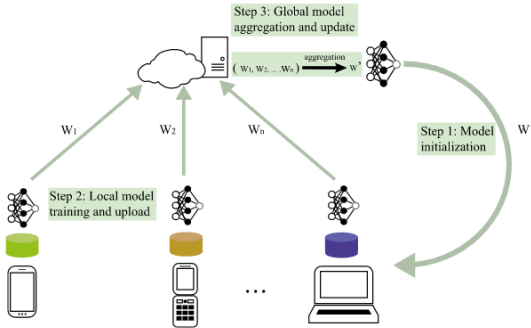 Step 3: Global model
aggregation and update
( w₁, w₂, ... ,wₙ ) aggregation w'
W₁
W₂
Wₙ
Step 1: Model
initialization
W
Step 2: Local model
training and upload
...